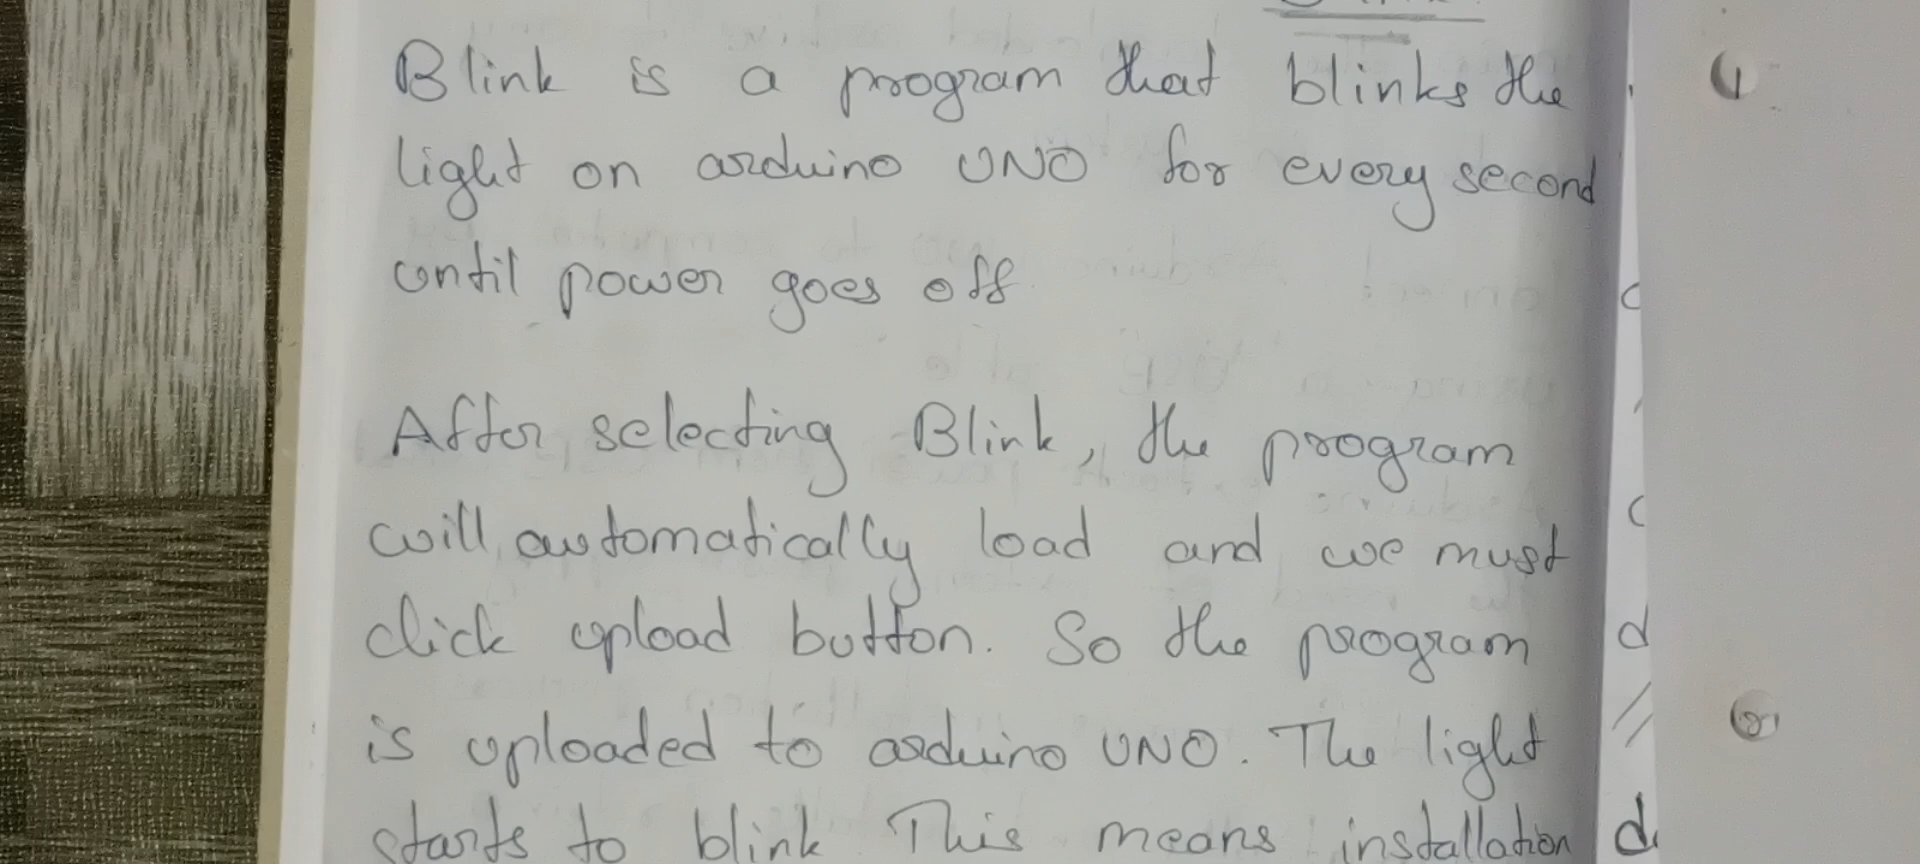 Blink is a program that blinks the
light on arduino UNO for every second
until power goes off
After selecting Blink, the program
will automatically load and we must
click upload button. So the program
is uploaded to arduino UNO. The light
starts to blink This means installation